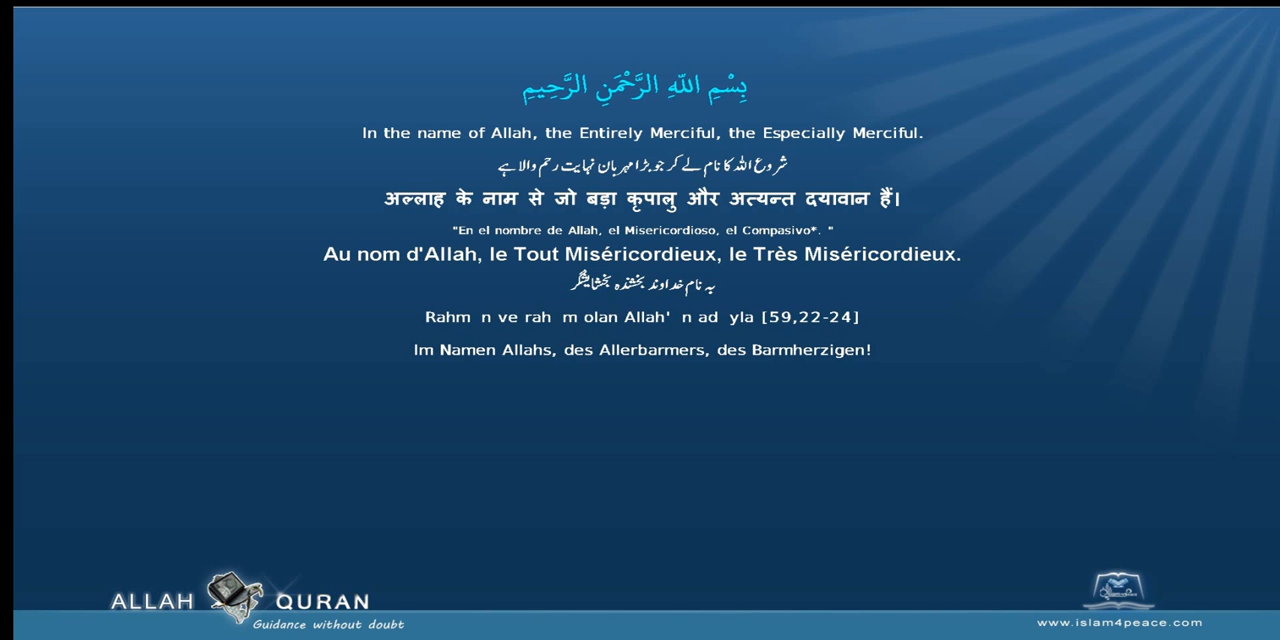 بِسْمِ اللَّهِ الرَّحْمَنِ الرَّحِيمِ
In the name of Allah, the Entirely Merciful, the Especially Merciful.
شروع الله کا نام لے کر جو بڑا مہربان نہایت رحم والا ہے
अल्लाह के नाम से जो बड़ा कृपालु और अत्यन्त दयावान हैं।
"En el nombre de Allah, el Misericordioso, el Compasivo*. "
Au nom d'Allah, le Tout Miséricordieux, le Très Miséricordieux.
به نام خداوند بخشنده بخشایشگر
Rahm n ve rah m olan Allah' n ad yla [59,22-24]
Im Namen Allahs, des Allerbarmers, des Barmherzigen!
ALLAH QURAN
Guidance without doubt
www.islam4peace.com